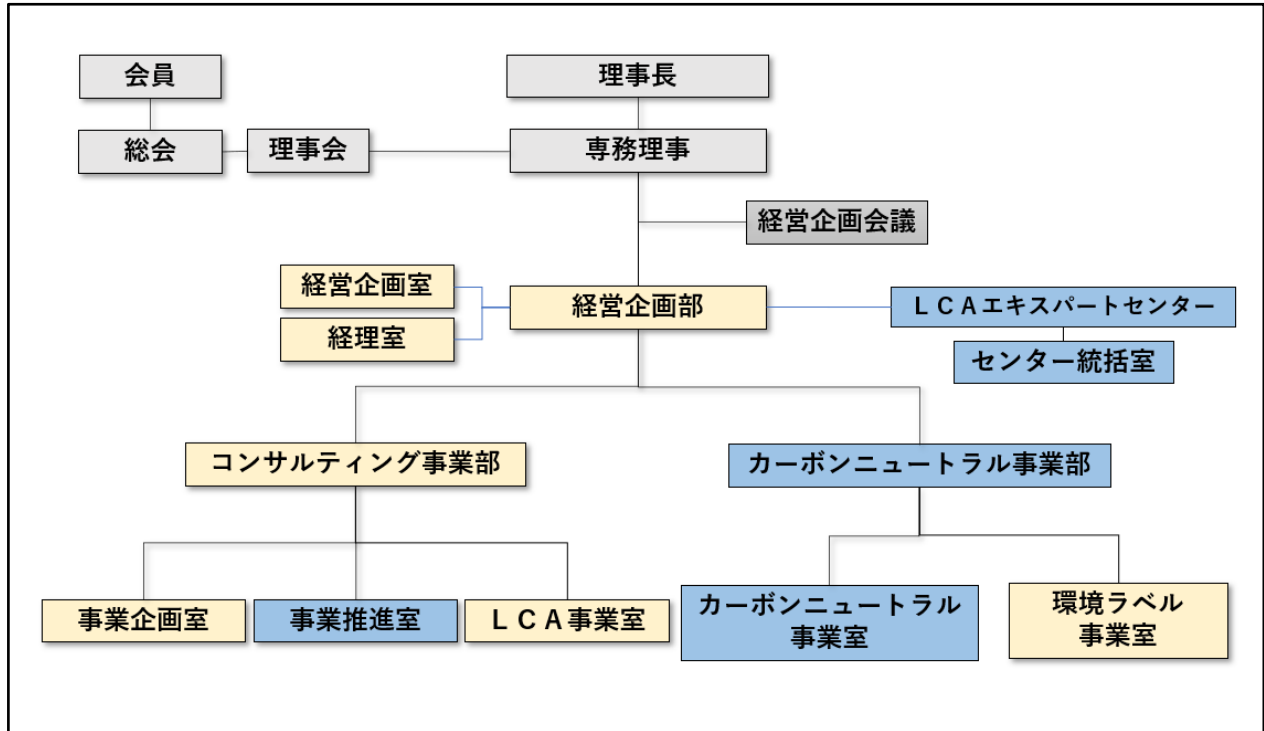 会員
理事長
総会
理事会
専務理事
経営企画会議
経営企画室
経営企画部
LCAエキスパートセンター
経理室
センター統括室
コンサルティング事業部
カーボンニュートラル事業部
事業企画室
事業推進室
LCA事業室
カーボンニュートラル
事業室
環境ラベル
事業室